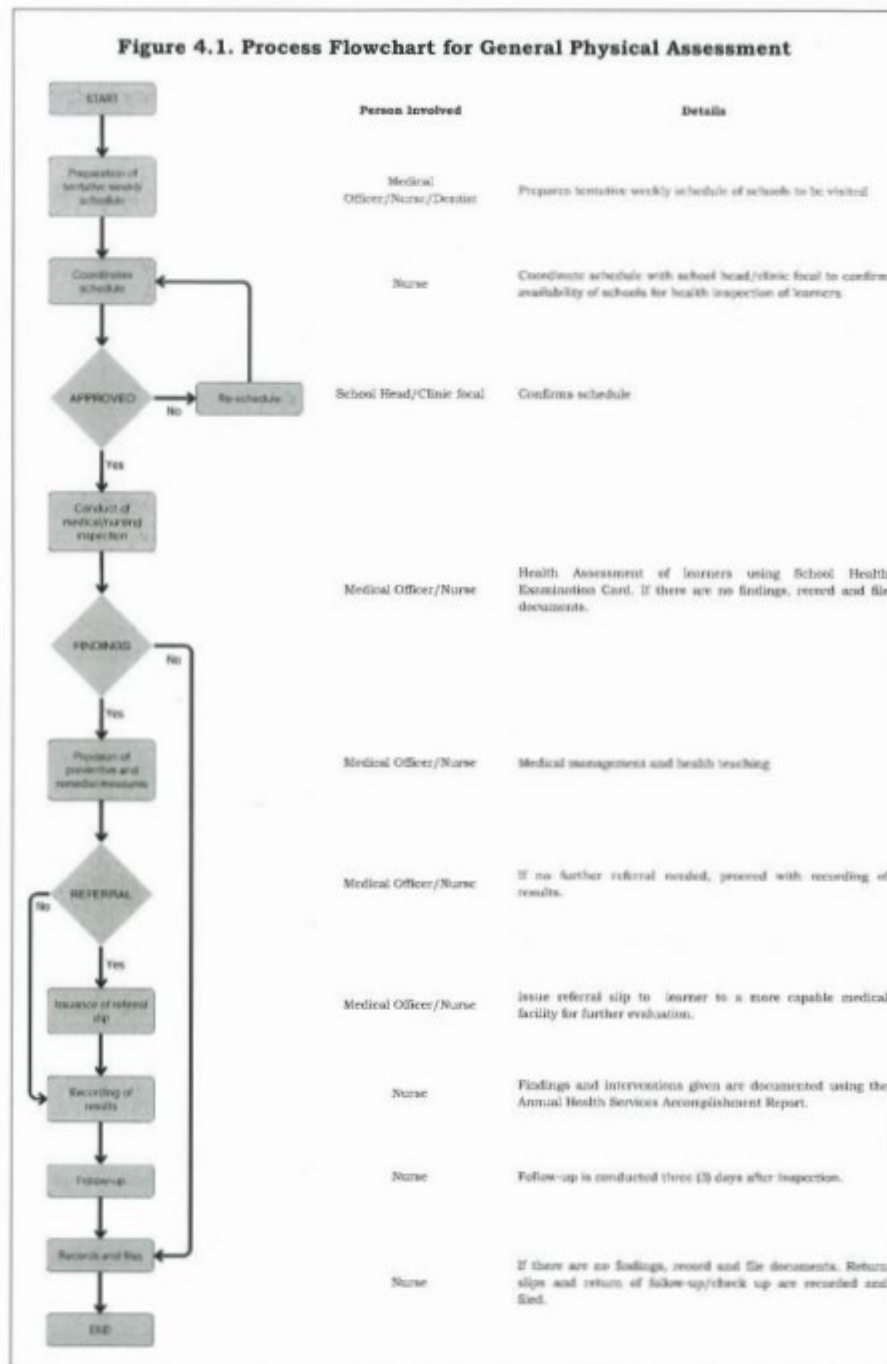 Figure 4.1. Process Flowchart for General Physical Assessment
START
Person Involved
Details
Preparation of
tentative weekly
schedule
Medical
Officer/Nurse/Dentist
Prepares tentative weekly schedule of schools to be visited
Coordinates
schedule
Nurse
Coordinate schedule with school head/clinic focal to confirm
availability of schools for health inspection of learners
APPROVED
No
Re-schedule
School Head/Clinic focal
Confirms schedule
Yes
Conduct of
medical/nursing
inspection
Medical Officer/Nurse
Health Assessment of learners using School Health
Examination Card. If there are no findings, record and file
documents.
FINDINGS
No
Yes
Provision of
preventive and
remedial measures
Medical Officer/Nurse
Medical management and health teaching
REFERRAL
No
Medical Officer/Nurse
If no further referral needed, proceed with recording of
results.
Yes
Issuance of referral
slip
Medical Officer/Nurse
Issue referral slip to learner to a more capable medical
facility for further evaluation.
Recording of
results
Nurse
Findings and interventions given are documented using the
Annual Health Services Accomplishment Report.
Follow-up
Nurse
Follow-up is conducted three (3) days after inspection.
Records and files
Nurse
If there are no findings, record and file documents. Return
slips and return of follow-up/check up are recorded and
filed.
END